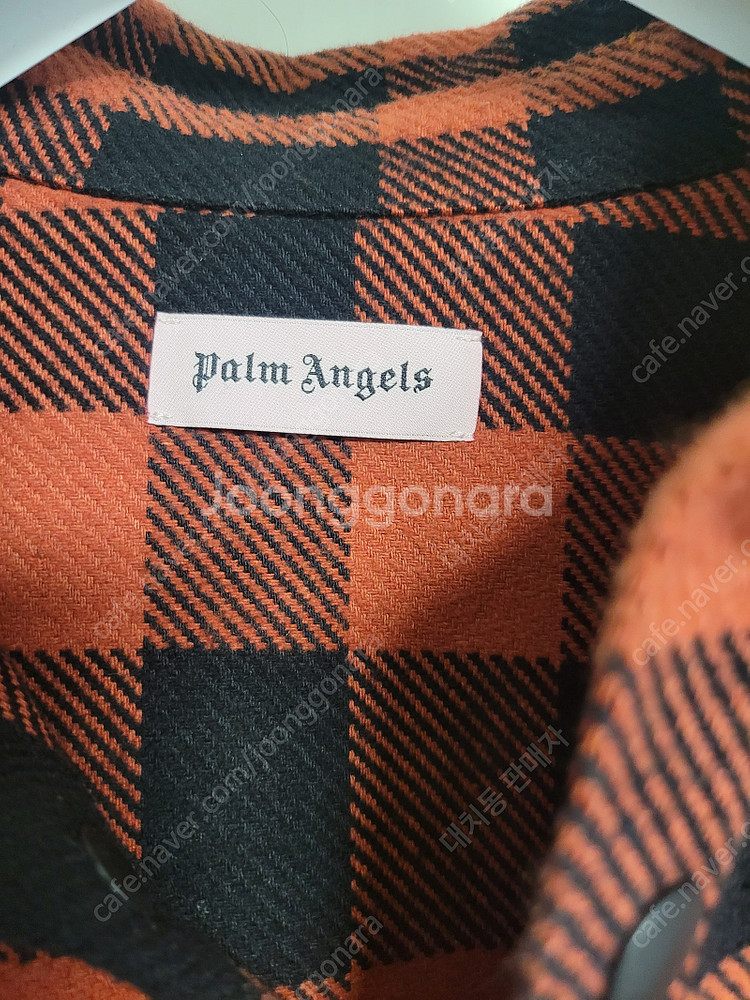 Palm Angels
Joonggonara
cafe.naver.com/joonggonara
대치동 판매자